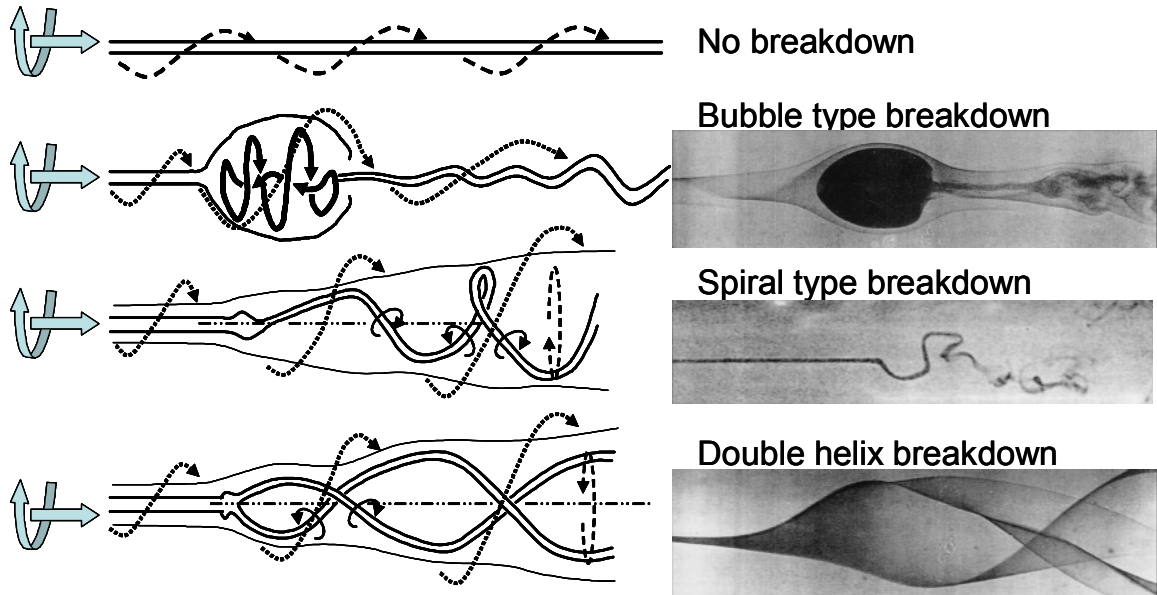 No breakdown
Bubble type breakdown
Spiral type breakdown
Double helix breakdown